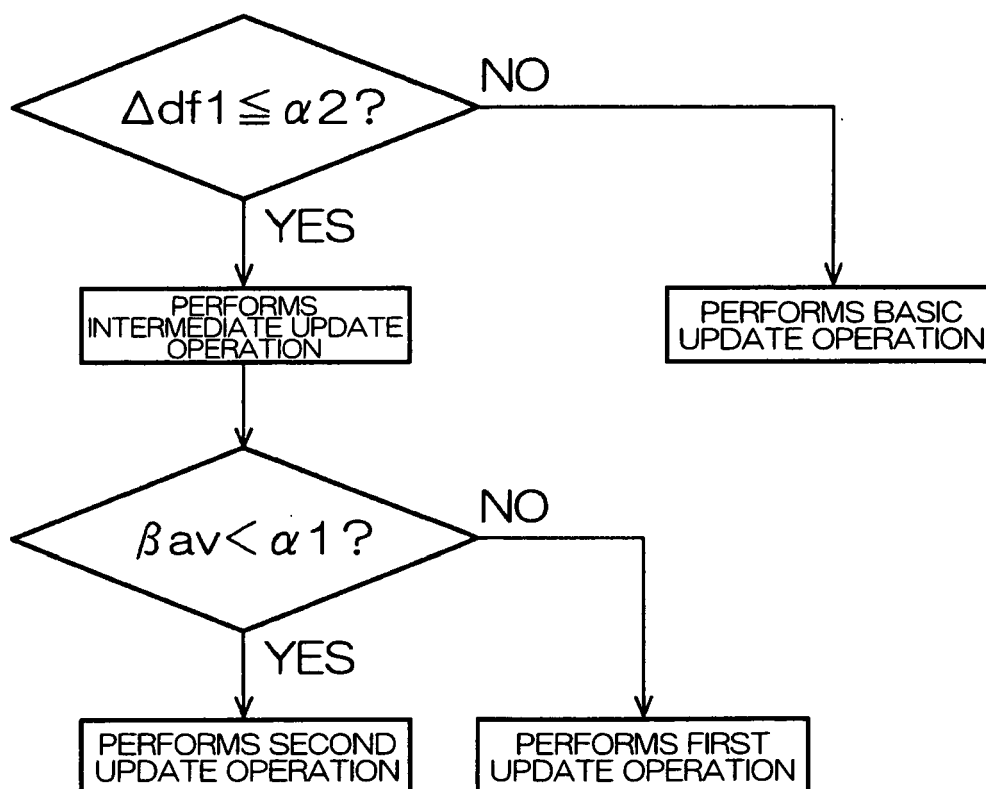 Δdf1≦α2?
NO
YES
PERFORMS
INTERMEDIATE UPDATE
OPERATION
PERFORMS BASIC
UPDATE OPERATION
βav<α1?
NO
YES
PERFORMS SECOND
UPDATE OPERATION
PERFORMS FIRST
UPDATE OPERATION